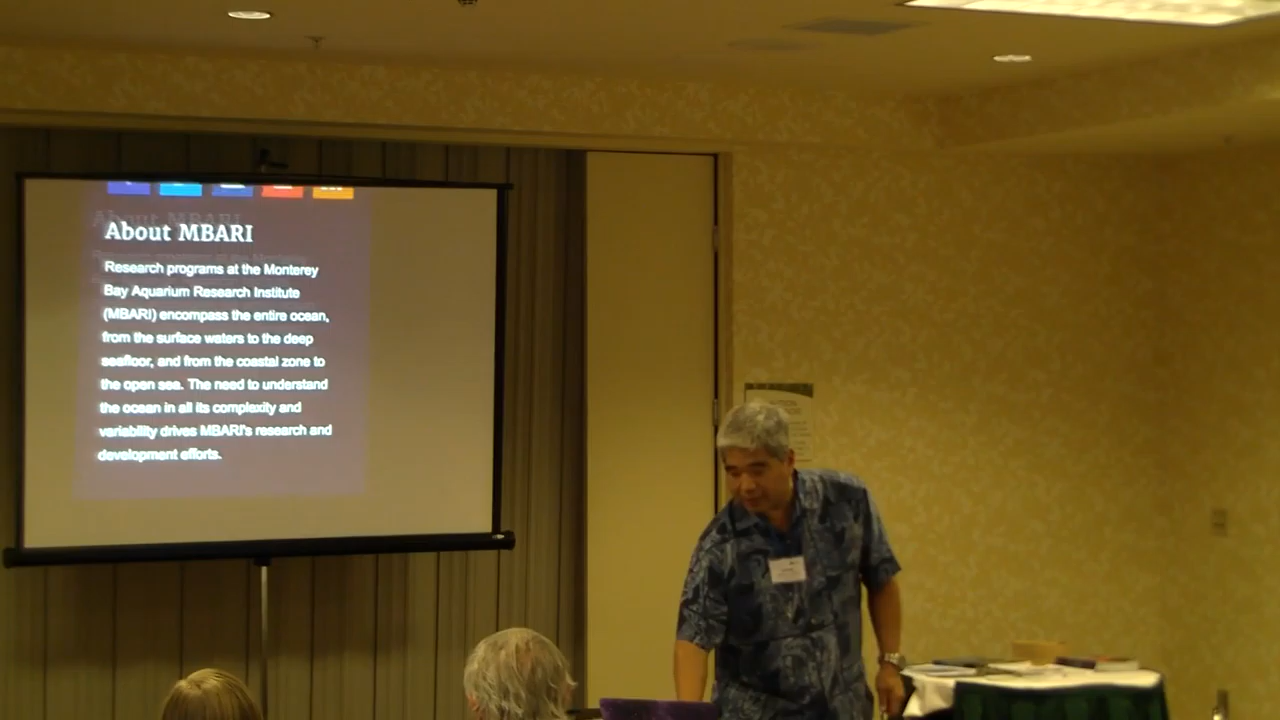 About MBARI
Research programs at the Monterey
Bay Aquarium Research Institute
(MBARI) encompass the entire ocean,
from the surface waters to the deep
seafloor, and from the coastal zone to
the open sea. The need to understand
the ocean in all its complexity and
variability drives MBARI's research and
development efforts.